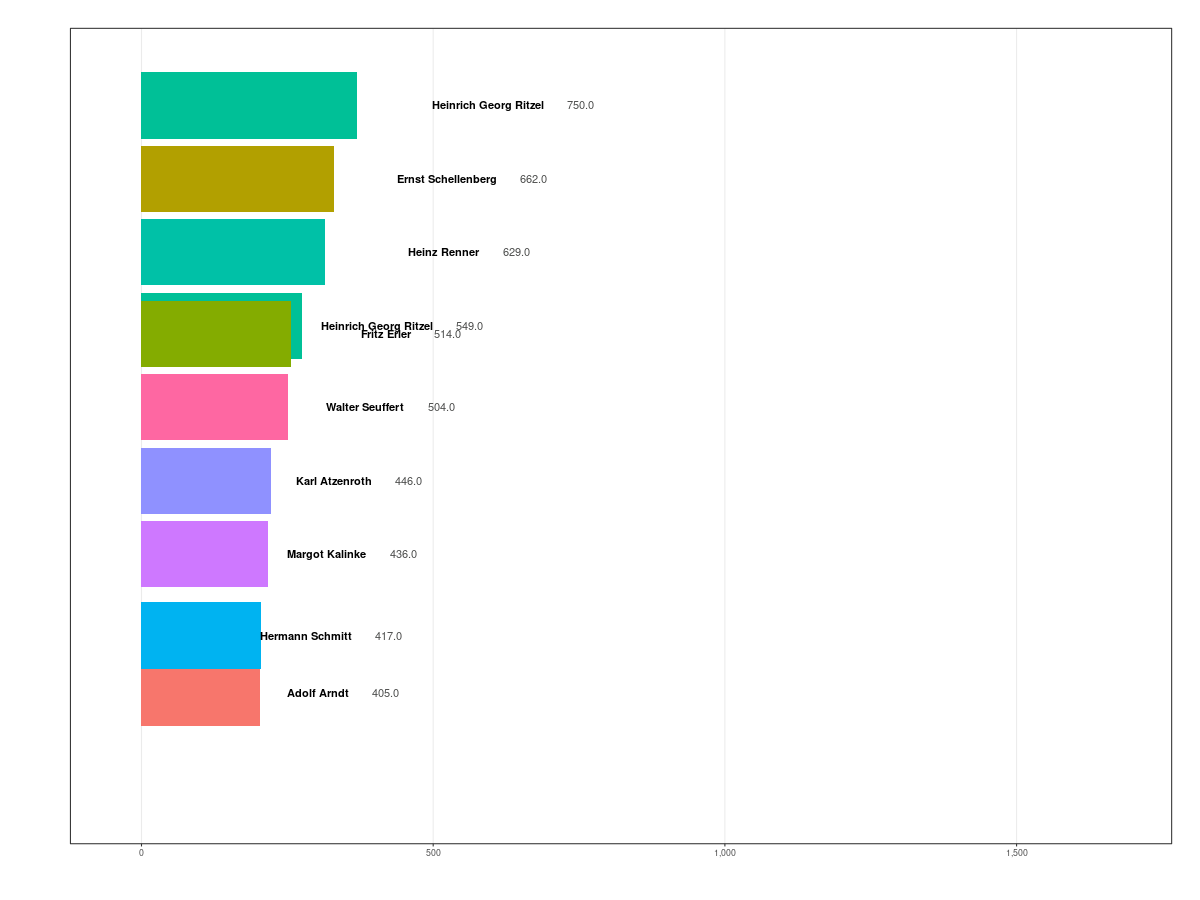 Heinrich Georg Ritzel 750.0
Ernst Schellenberg 662.0
Heinz Renner 629.0
Heinrich Georg Ritzel 549.0
Fritz Erler 514.0
Walter Seuffert 504.0
Karl Atzenroth 446.0
Margot Kalinke 436.0
Hermann Schmitt 417.0
Adolf Arndt 405.0
0 500 1,000 1,500